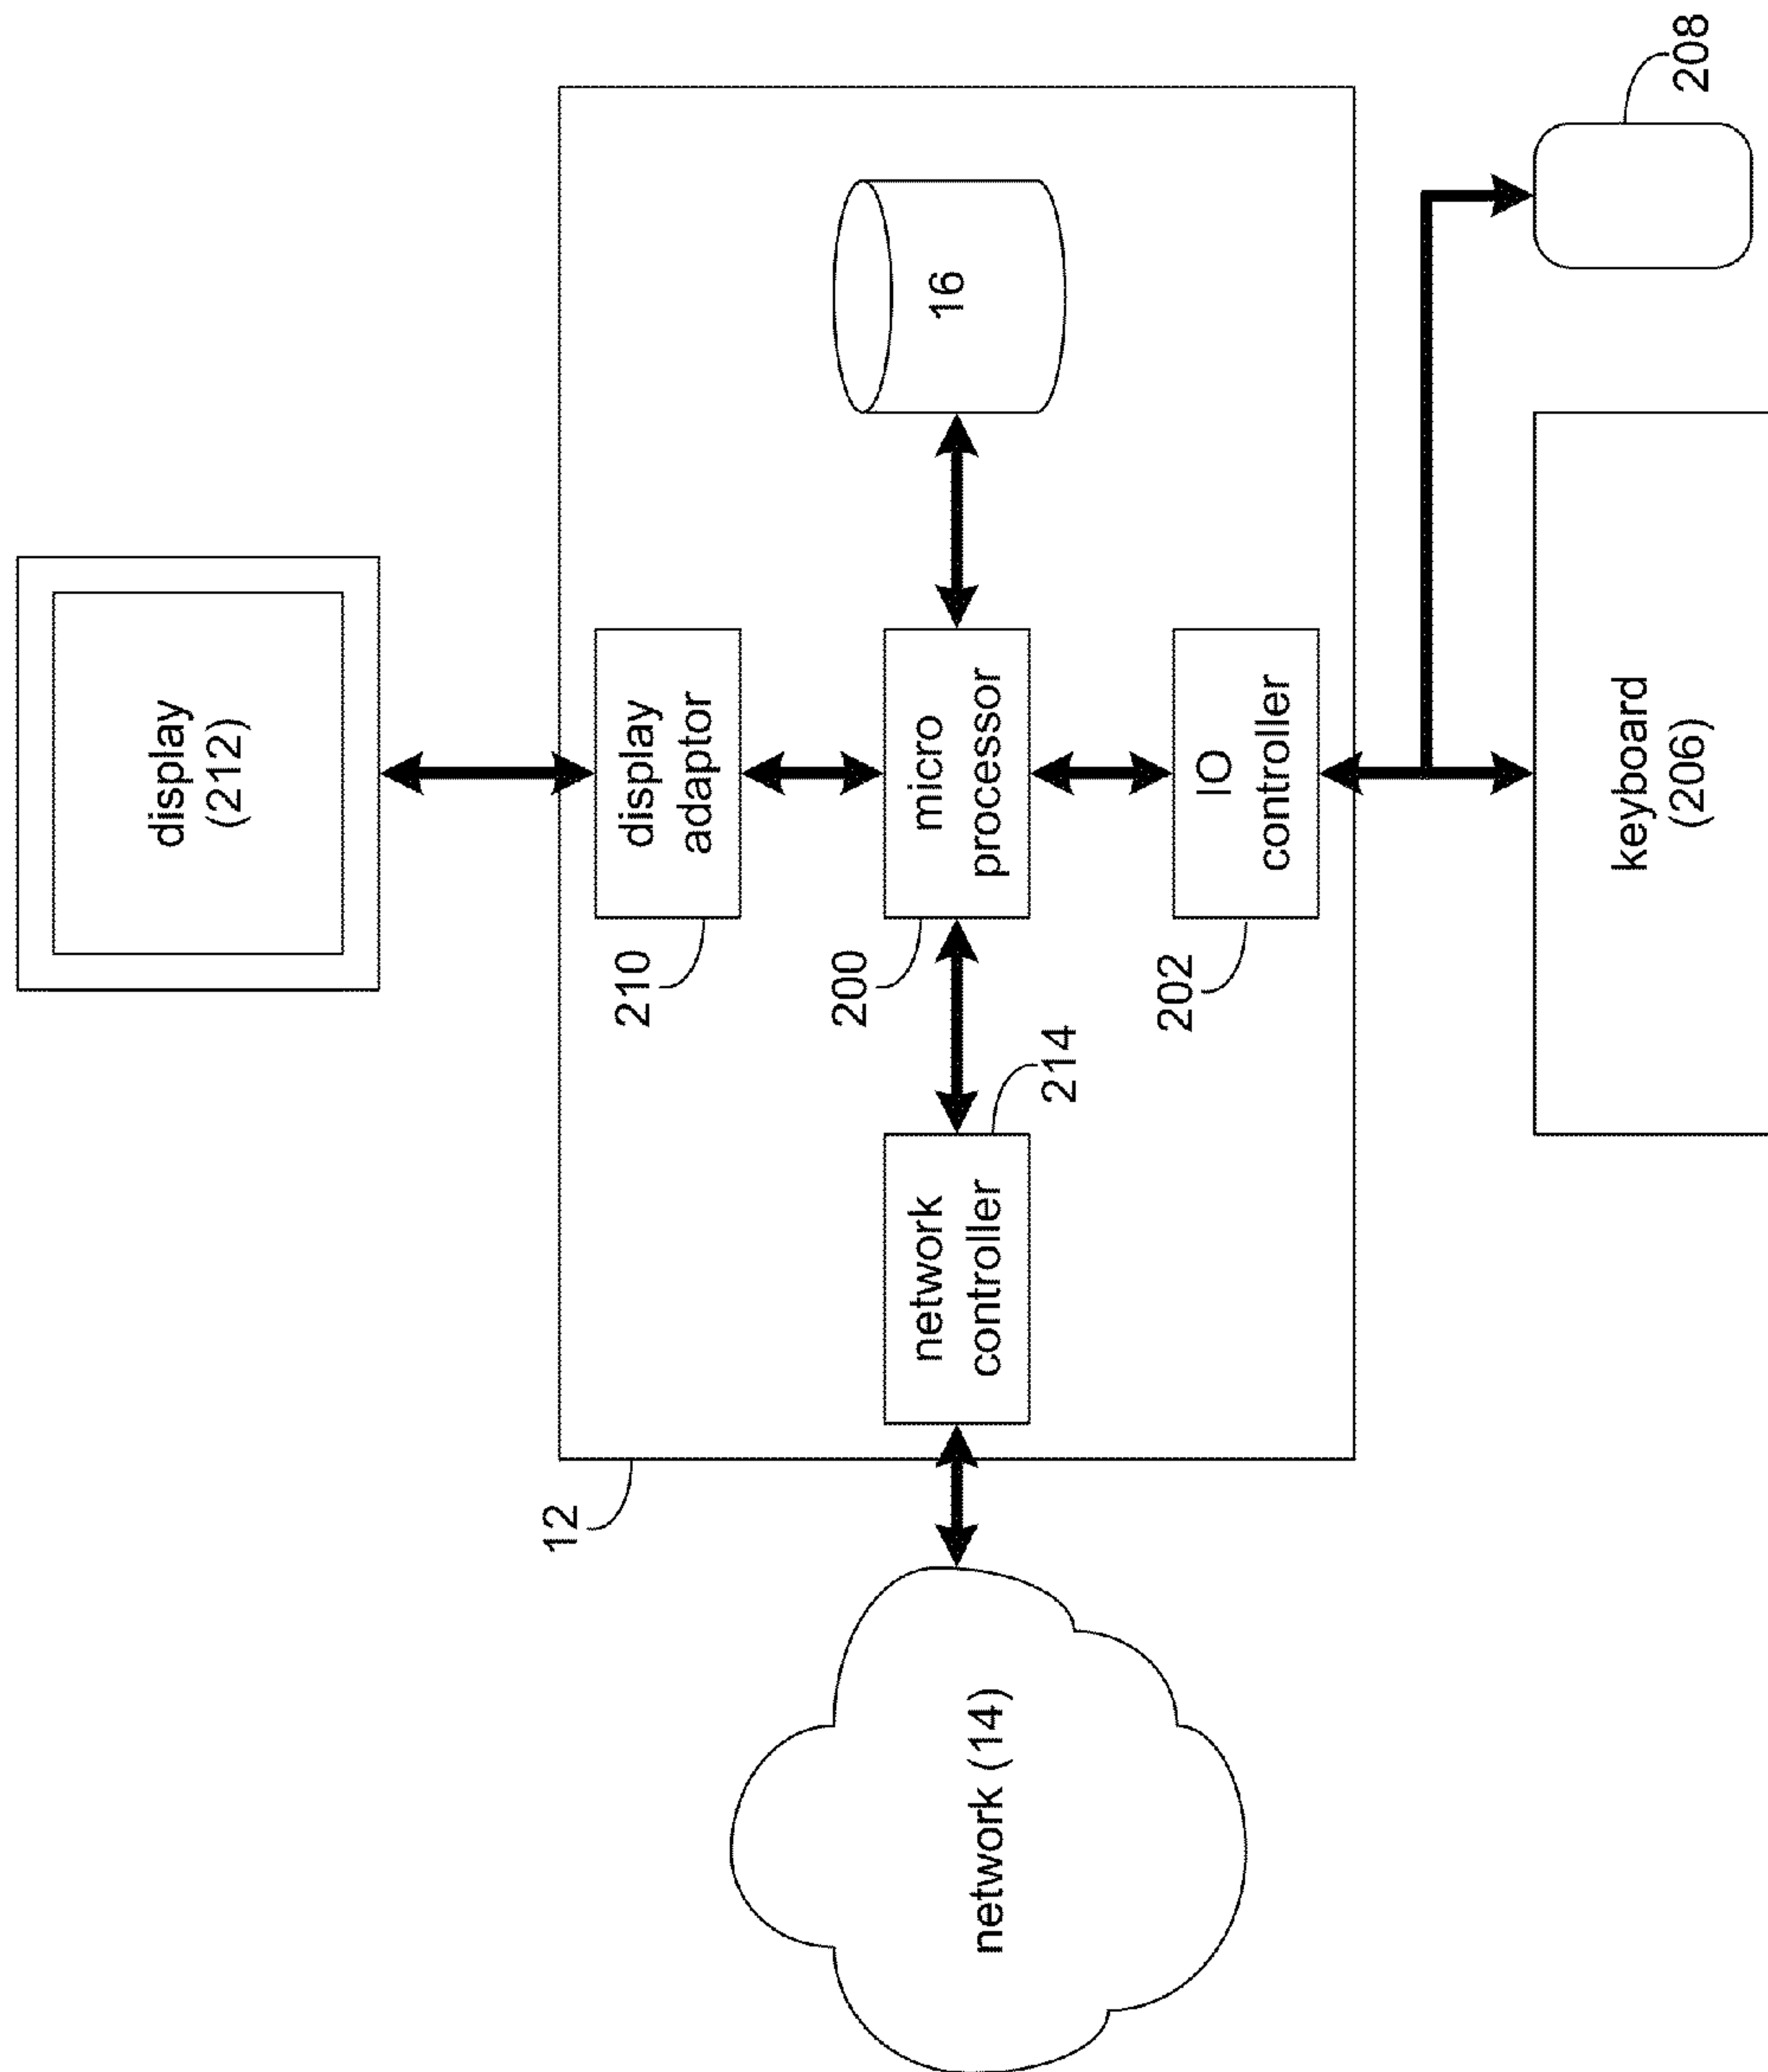 display
(212)
12
210
display
adaptor
200
network (14)
network
controller
micro
processor
16
214
202
IO
controller
keyboard
(206)
208